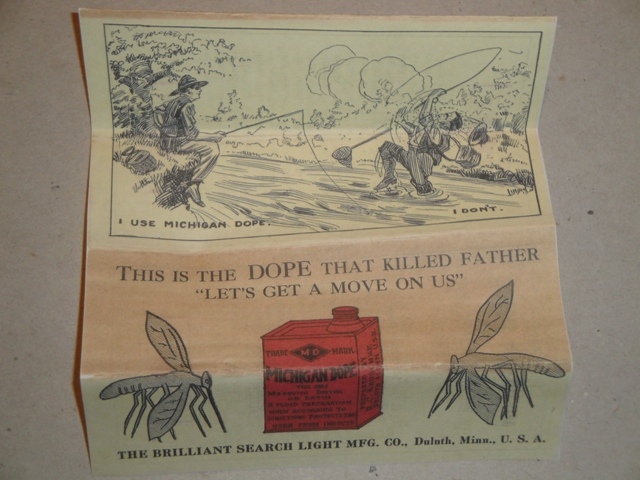 I USE MICHIGAN DOPE.
I DON'T.
THIS IS THE DOPE THAT KILLED FATHER
"LET'S GET A MOVE ON US"
TRADE M-D MARK
MICHIGAN DOPE
THE BRILLIANT SEARCH LIGHT MFG. CO., Duluth, Minn., U. S. A.